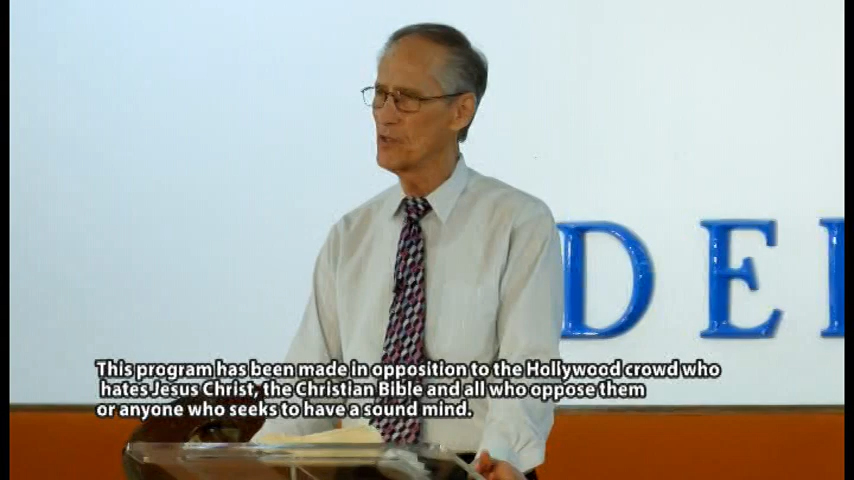 D E
This program has been made in opposition to the Hollywood crowd who
hates Jesus Christ, the Christian Bible and all who oppose them
or anyone who seeks to have a sound mind.